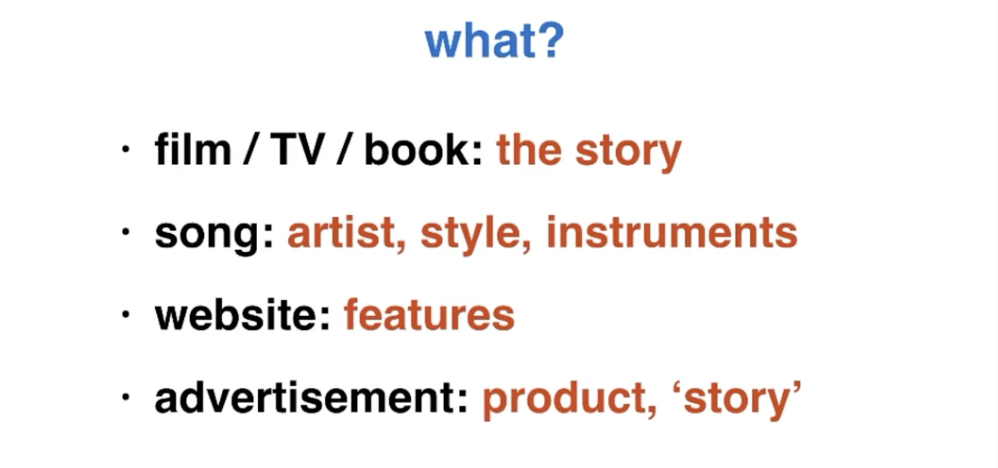 what?
· film / TV / book: the story
· song: artist, style, instruments
· website: features
· advertisement: product, ‘story’